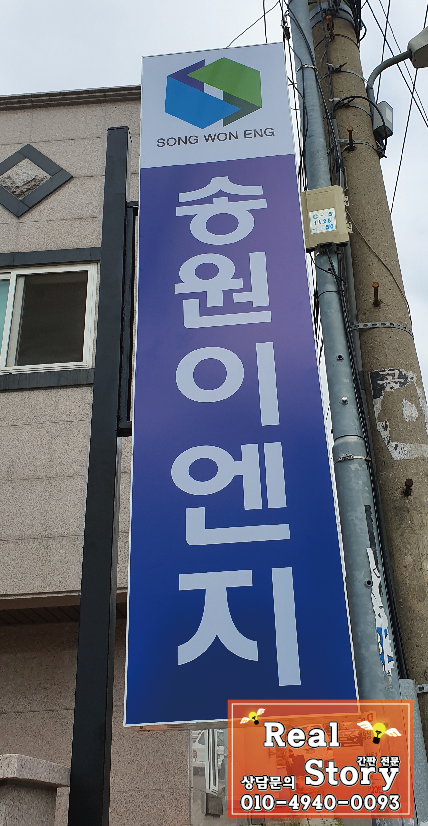 SONG WON ENG
송원이엔지
Real
간판 전문
상담문의 Story
010-4940-0093